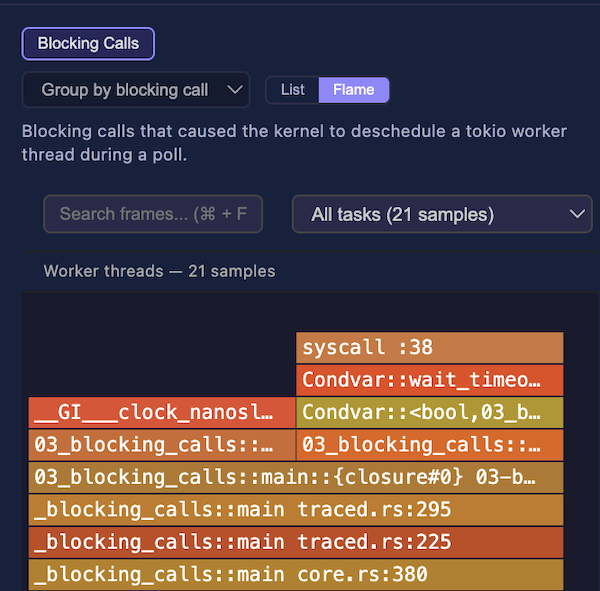 Blocking Calls
Group by blocking call
List Flame
Blocking calls that caused the kernel to deschedule a tokio worker
thread during a poll.
Search frames... (⌘ + F
All tasks (21 samples)
Worker threads — 21 samples
syscall :38
Condvar::wait_timeo…
__GI___clock_nanosl… Condvar::<bool,03_b…
03_blocking_calls::… 03_blocking_calls::…
03_blocking_calls::main::{closure#0} 03-b…
_blocking_calls::main traced.rs:295
_blocking_calls::main traced.rs:225
_blocking_calls::main core.rs:380